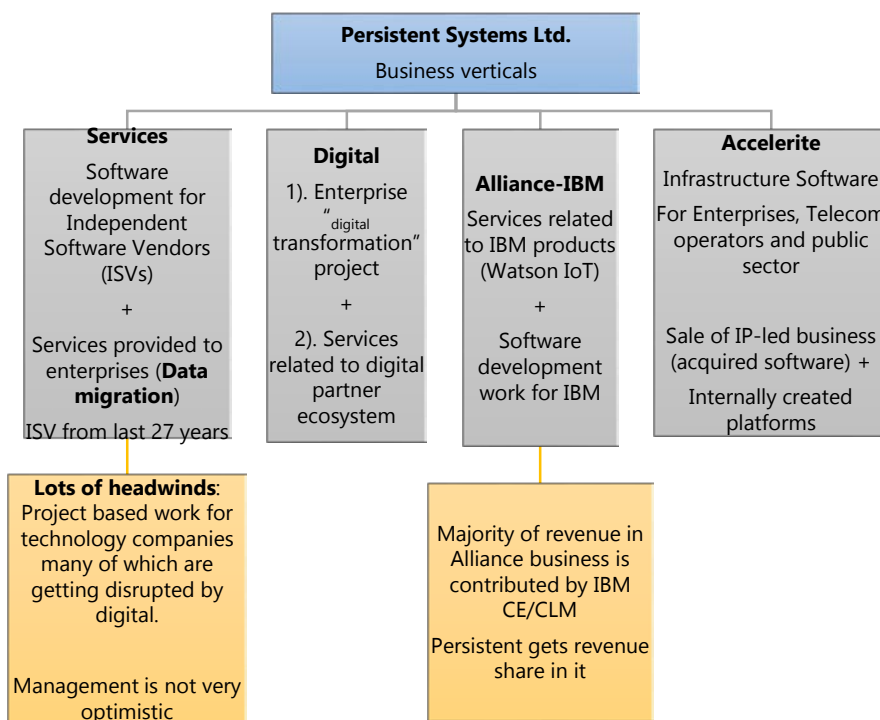 Persistent Systems Ltd.
Business verticals
Services
Software
development for
Independent
Software Vendors
(ISVs)
+
Services provided to
enterprises (Data
migration)
ISV from last 27 years
Digital
1). Enterprise
“digital
transformation”
project
+
2). Services
related to digital
partner
ecosystem
Alliance-IBM
Services related
to IBM products
(Watson IoT)
+
Software
development
work for IBM
Accelerite
Infrastructure Software
For Enterprises, Telecom
operators and public
sector
Sale of IP-led business
(acquired software) +
Internally created
platforms
Lots of headwinds:
Project based work for
technology companies
many of which are
getting disrupted by
digital.
Management is not very
optimistic
Majority of revenue in
Alliance business is
contributed by IBM
CE/CLM
Persistent gets revenue
share in it